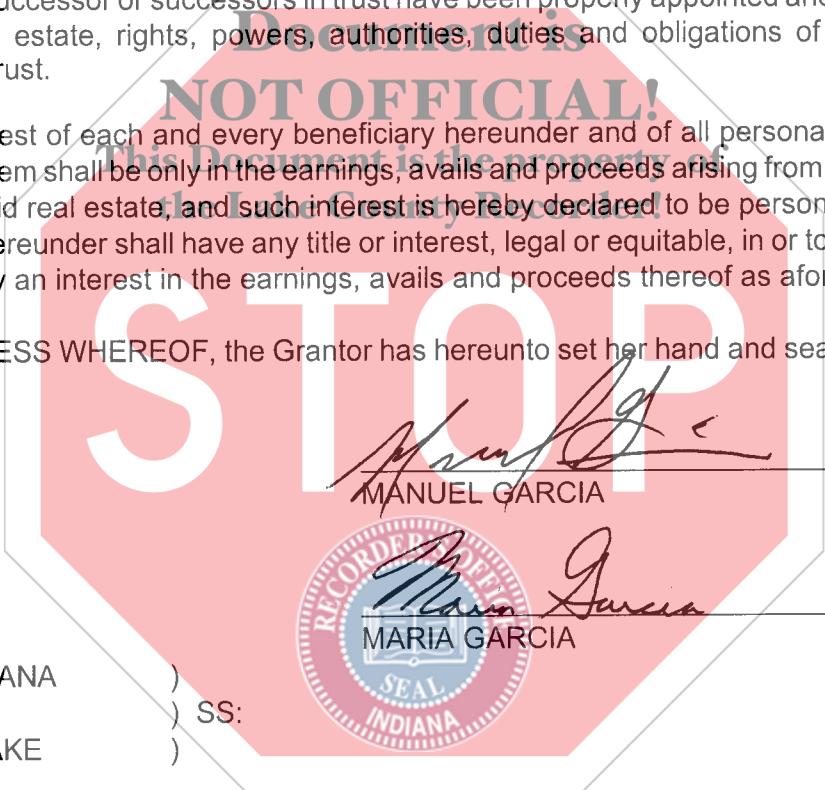 successor or successors in trust have been properly appointed and
estate, rights, powers, authorities, duties and obligations of
rust.
Document is
NOT OFFICIAL!
This Document is the property of
the Lake County Recorder!
est of each and every beneficiary hereunder and of all persona
em shall be only in the earnings, avails and proceeds arising from
id real estate, and such interest is hereby declared to be person
ereunder shall have any title or interest, legal or equitable, in or to
y an interest in the earnings, avails and proceeds thereof as afor
STOP
ESS WHEREOF, the Grantor has hereunto set her hand and sea
MANUEL GARCIA
Maria Garcia
MARIA GARCIA
RECORDER'S OFFICE
SEAL
INDIANA
ANA )
) SS:
AKE )